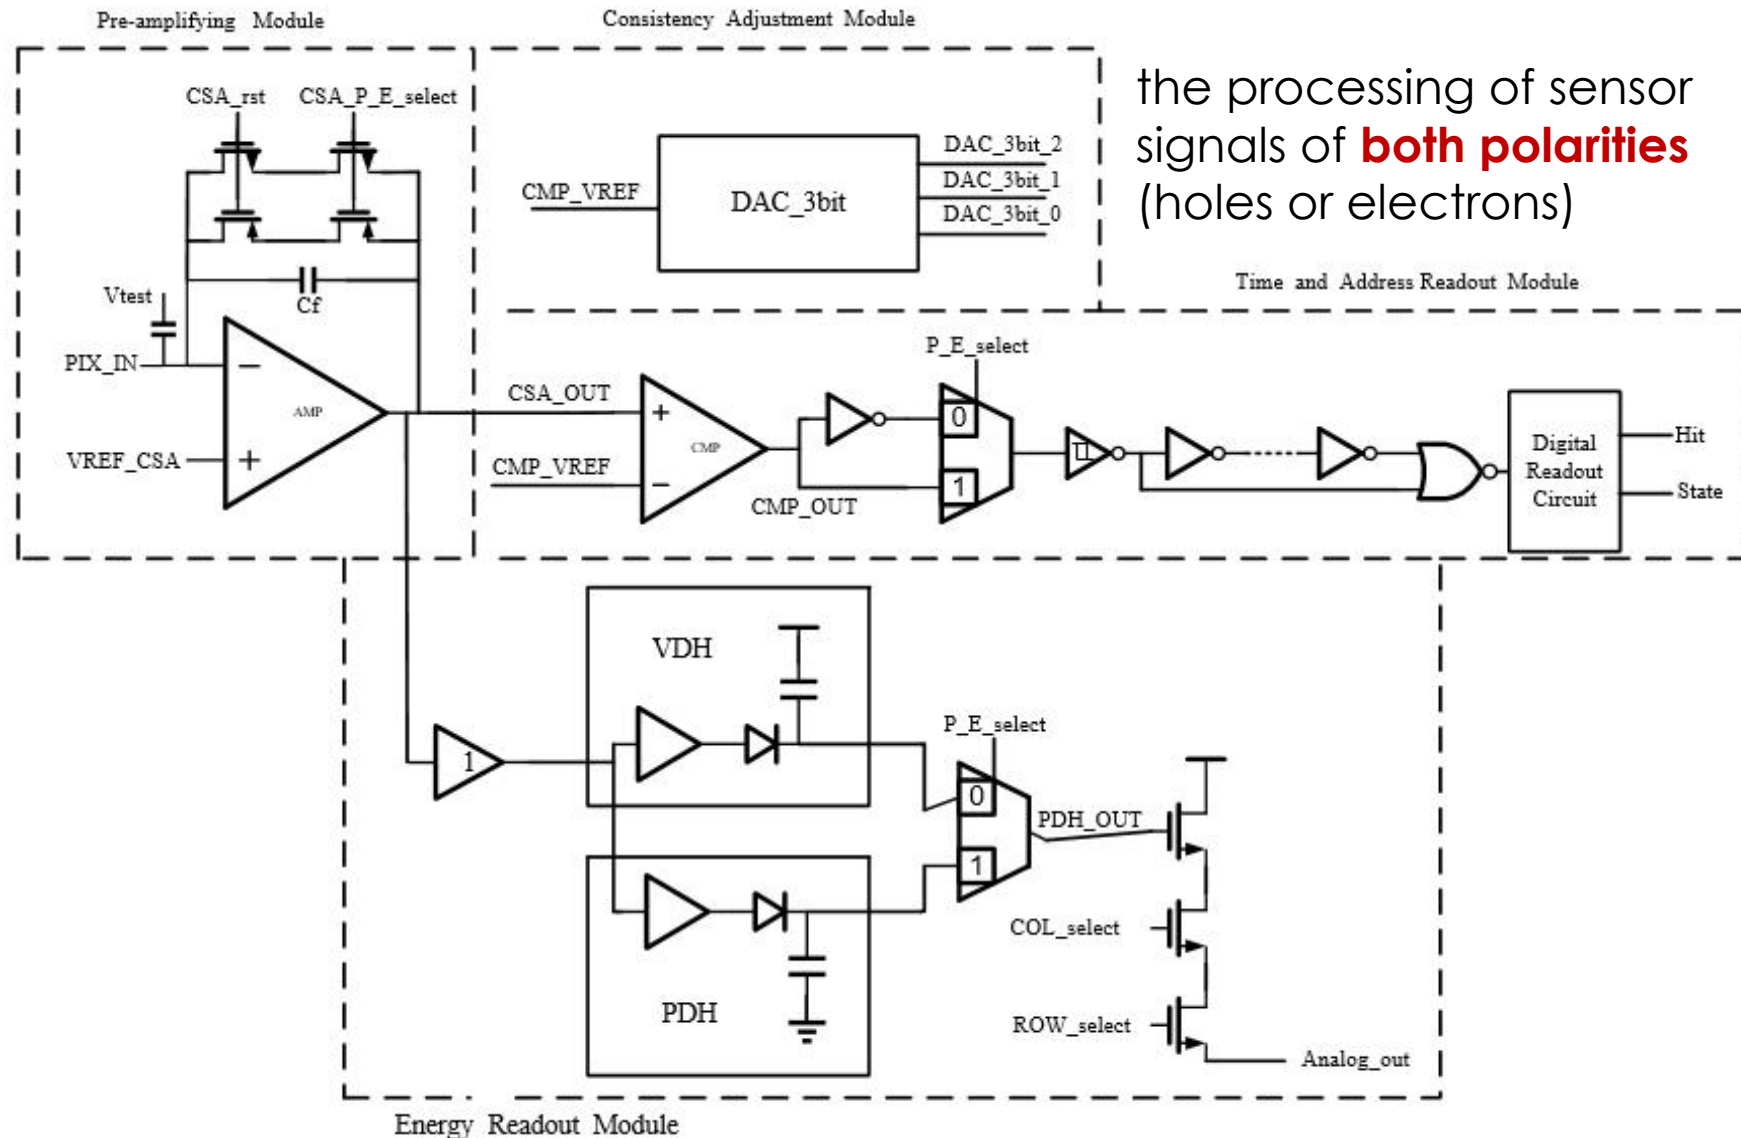 Pre-amplifying Module
Consistency Adjustment Module
the processing of sensor
signals of both polarities
(holes or electrons)
CSA_rst
CSA_P_E_select
DAC_3bit_2
DAC_3bit_1
DAC_3bit_0
CMP_VREF
DAC_3bit
Time and Address Readout Module
Vtest
Cf
PIX_IN
−
AMP
VREF_CSA
+
P_E_select
CSA_OUT
+
CMP
CMP_VREF
−
CMP_OUT
0
1
Digital
Readout
Circuit
Hit
State
VDH
1
P_E_select
0
1
PDH_OUT
COL_select
PDH
ROW_select
Analog_out
Energy Readout Module